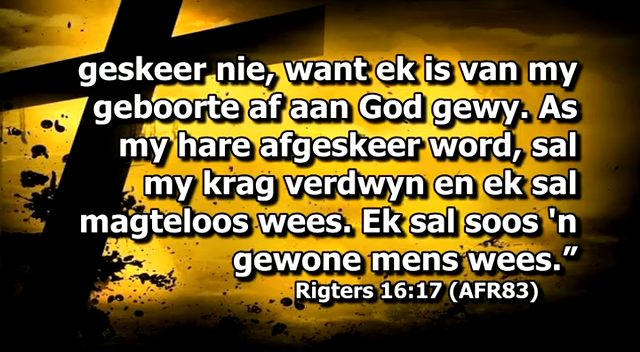 geskeer nie, want ek is van my
geboorte af aan God gewy. As
my hare afgeskeer word, sal
my krag verdwyn en ek sal
magteloos wees. Ek sal soos 'n
gewone mens wees.”
Rigters 16:17 (AFR83)